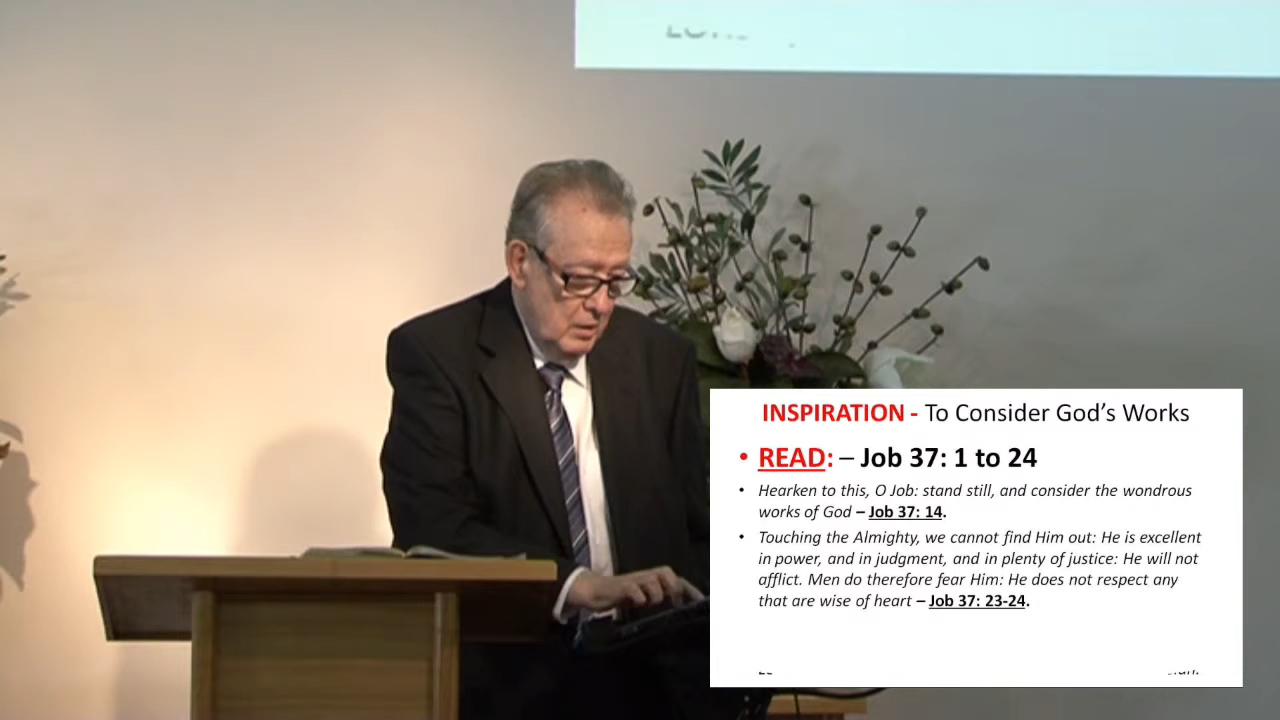 INSPIRATION - To Consider God’s Works
• READ: – Job 37: 1 to 24
• Hearken to this, O Job: stand still, and consider the wondrous
works of God – Job 37: 14.
• Touching the Almighty, we cannot find Him out: He is excellent
in power, and in judgment, and in plenty of justice: He will not
afflict. Men do therefore fear Him: He does not respect any
that are wise of heart – Job 37: 23-24.